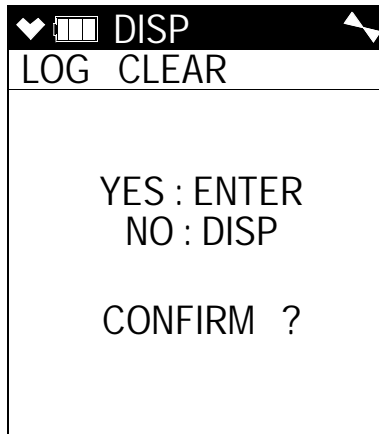 DISP
LOG CLEAR
YES : ENTER
NO : DISP
CONFIRM ?